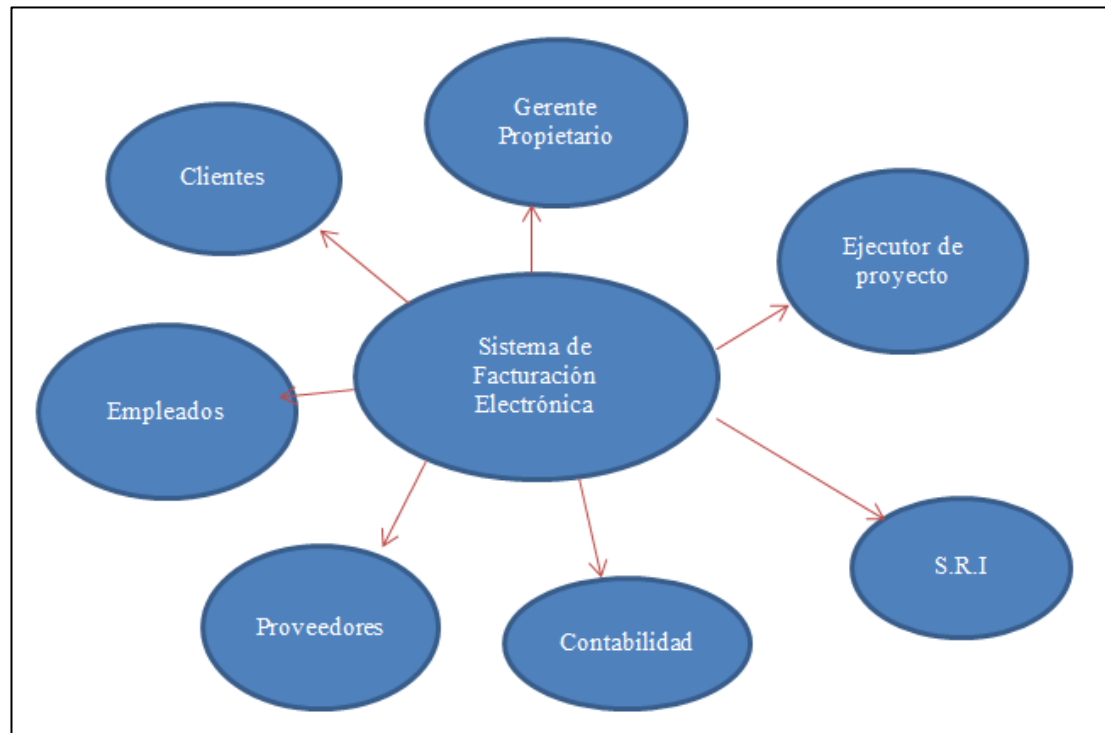 Gerente
Propietario
Clientes
Ejecutor de
proyecto
Sistema de
Facturación
Electrónica
Empleados
S.R.I
Proveedores
Contabilidad